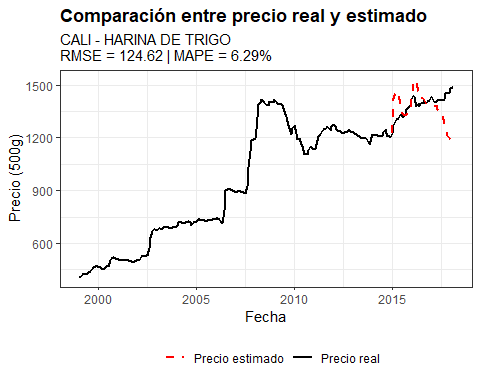 Comparación entre precio real y estimado
CALI - HARINA DE TRIGO
RMSE = 124.62 | MAPE = 6.29%
Precio (500g)
1500
1200
900
600
2000 2005 2010 2015
Fecha
Precio estimado Precio real